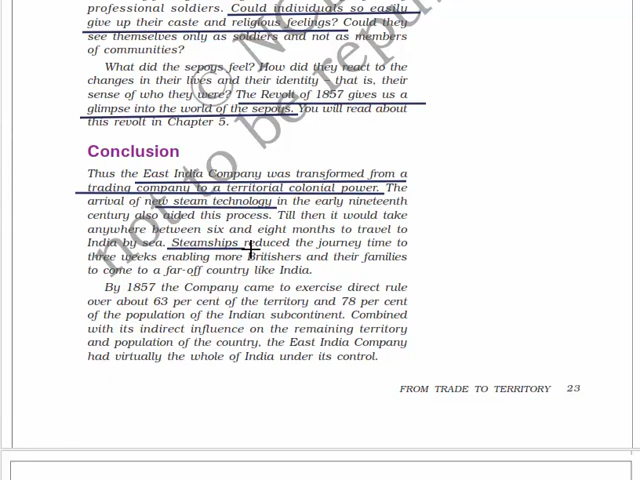 professional soldiers. Could individuals so easily
give up their caste and religious feelings? Could they
see themselves only as soldiers and not as members
of communities?
What did the sepoys feel? How did they react to the
changes in their lives and their identity – that is, their
sense of who they were? The Revolt of 1857 gives us a
glimpse into the world of the sepoys. You will read about
this revolt in Chapter 5.
Conclusion
Thus the East India Company was transformed from a
trading company to a territorial colonial power. The
arrival of new steam technology in the early nineteenth
century also aided this process. Till then it would take
anywhere between six and eight months to travel to
India by sea. Steamships reduced the journey time to
three weeks enabling more Britishers and their families
to come to a far-off country like India.
By 1857 the Company came to exercise direct rule
over about 63 per cent of the territory and 78 per cent
of the population of the Indian subcontinent. Combined
with its indirect influence on the remaining territory
and population of the country, the East India Company
had virtually the whole of India under its control.
FROM TRADE TO TERRITORY 23
not to be repu
© NC